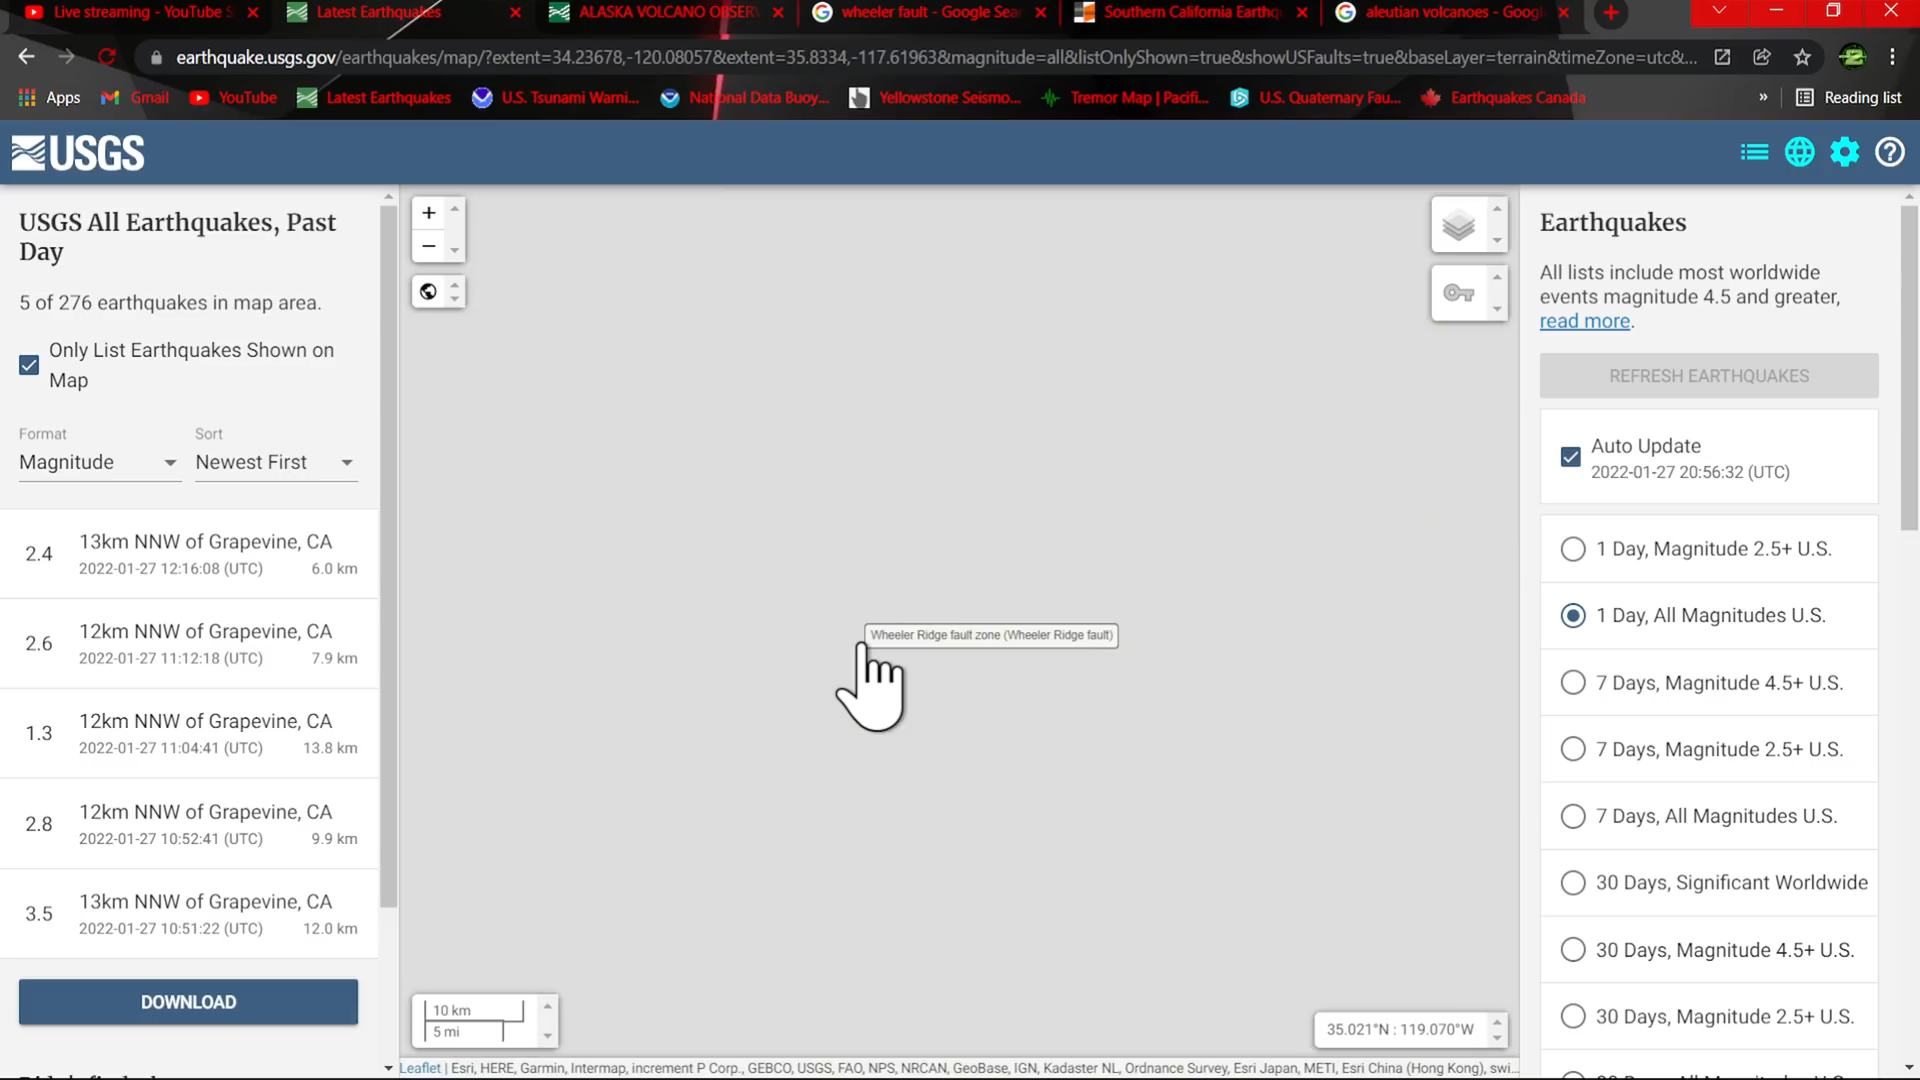 Live streaming - YouTube S
Latest Earthquakes
ALASKA VOLCANO OBSER
wheeler fault - Google Sea
Southern California Earthq
aleutian volcanoes - Googl
earthquake.usgs.gov/earthquakes/map/?extent=34.23678,-120.08057&extent=35.8334,-117.61963&magnitude=all&listOnlyShown=true&showUSFaults=true&baseLayer=terrain&timeZone=utc&...
Apps
Gmail
YouTube
Latest Earthquakes
U.S. Tsunami Warni...
National Data Buoy...
Yellowstone Seismo...
Tremor Map | Pacifi...
U.S. Quaternary Fau...
Earthquakes Canada
»
Reading list
USGS
USGS All Earthquakes, Past
Day
5 of 276 earthquakes in map area.
Only List Earthquakes Shown on
Map
Format
Sort
Magnitude
Newest First
2.4
13km NNW of Grapevine, CA
2022-01-27 12:16:08 (UTC) 6.0 km
2.6
12km NNW of Grapevine, CA
2022-01-27 11:12:18 (UTC) 7.9 km
1.3
12km NNW of Grapevine, CA
2022-01-27 11:04:41 (UTC) 13.8 km
2.8
12km NNW of Grapevine, CA
2022-01-27 10:52:41 (UTC) 9.9 km
3.5
13km NNW of Grapevine, CA
2022-01-27 10:51:22 (UTC) 12.0 km
DOWNLOAD
+
−
Wheeler Ridge fault zone (Wheeler Ridge fault)
10 km
5 mi
35.021°N : 119.070°W
Leaflet | Esri, HERE, Garmin, Intermap, increment P Corp., GEBCO, USGS, FAO, NPS, NRCAN, GeoBase, IGN, Kadaster NL, Ordnance Survey, Esri Japan, METI, Esri China (Hong Kong), swi...
Earthquakes
All lists include most worldwide
events magnitude 4.5 and greater,
read more.
REFRESH EARTHQUAKES
Auto Update
2022-01-27 20:56:32 (UTC)
1 Day, Magnitude 2.5+ U.S.
1 Day, All Magnitudes U.S.
7 Days, Magnitude 4.5+ U.S.
7 Days, Magnitude 2.5+ U.S.
7 Days, All Magnitudes U.S.
30 Days, Significant Worldwide
30 Days, Magnitude 4.5+ U.S.
30 Days, Magnitude 2.5+ U.S.